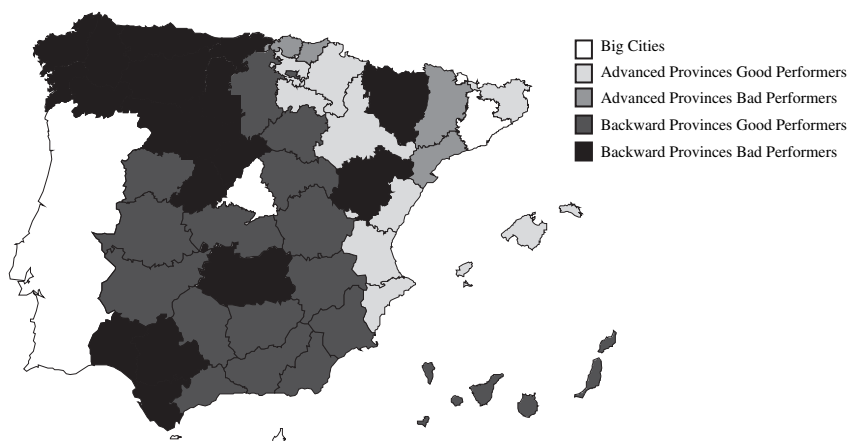 Big Cities
Advanced Provinces Good Performers
Advanced Provinces Bad Performers
Backward Provinces Good Performers
Backward Provinces Bad Performers